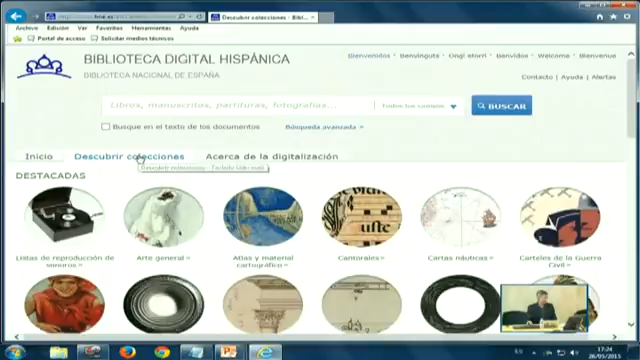 Descubrir colecciones - Bibl...
Archivo Edición Ver Favoritos Herramientas Ayuda
Portal de acceso Solicitar medios técnicos
BIBLIOTECA DIGITAL HISPÁNICA
BIBLIOTECA NACIONAL DE ESPAÑA
Bienvenidos · Benvinguts · Ongi etorri · Benvidos · Welcome · Bienvenue
Contacto | Ayuda | Alertas
Libros, manuscritos, partituras, fotografías...
Todos los campos
BUSCAR
Busque en el texto de los documentos
Búsqueda avanzada »
Inicio
Descubrir colecciones
Acerca de la digitalización
DESTACADAS
Listas de reproducción de sonoros »
Arte general »
Atlas y material cartográfico »
Cantorales »
Cartas náuticas »
Carteles de la Guerra Civil »
17:24
26/05/2015